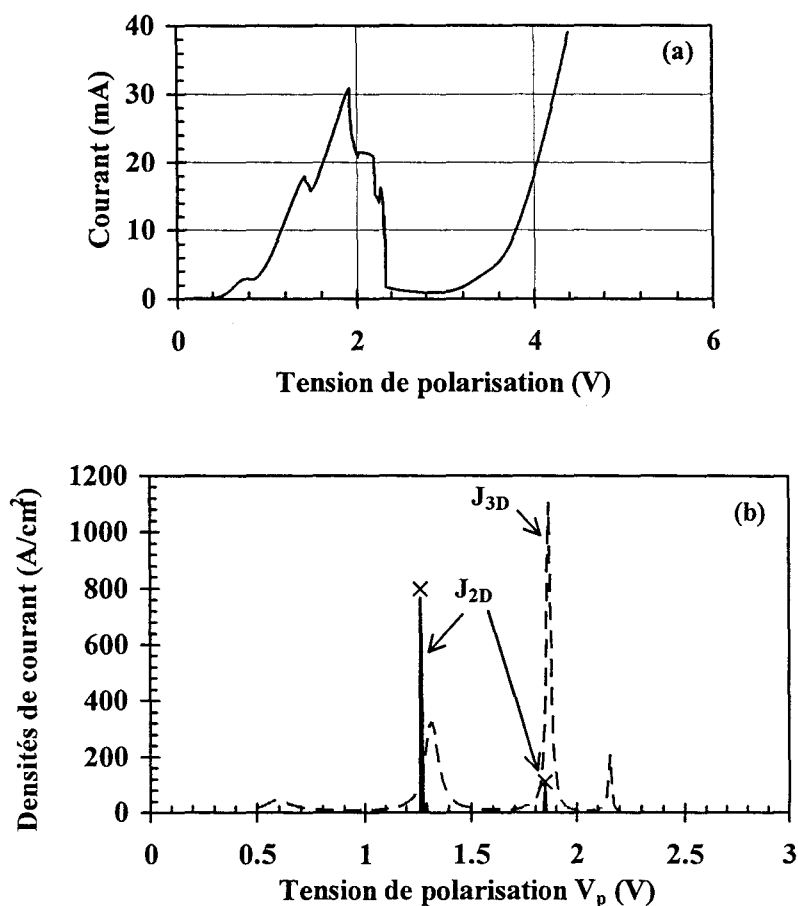 40
(a)
30
20
10
0
Courant (mA)
0 2 4 6
Tension de polarisation (V)
1200
(b)
1000
800
600
400
200
0
Densités de courant (A/cm²)
J3D
J2D
0 0.5 1 1.5 2 2.5 3
Tension de polarisation Vp (V)